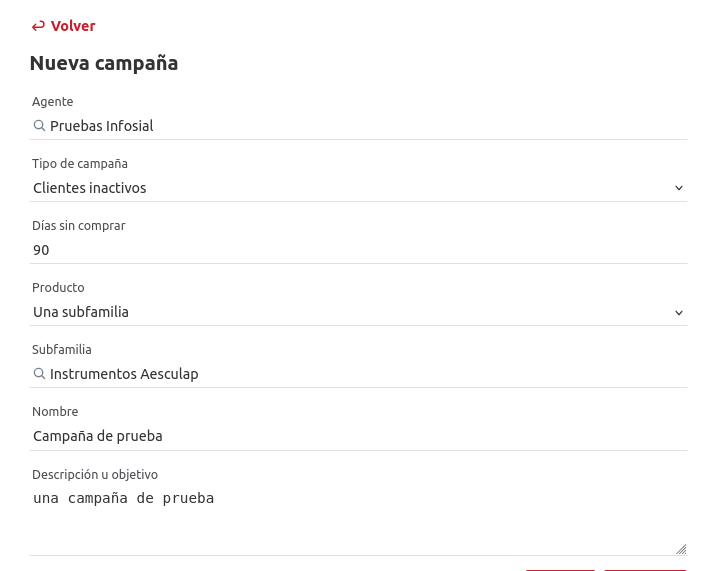 Volver
Nueva campaña
Agente
Pruebas Infosial
Tipo de campaña
Clientes inactivos
Días sin comprar
90
Producto
Una subfamilia
Subfamilia
Instrumentos Aesculap
Nombre
Campaña de prueba
Descripción u objetivo
una campaña de prueba